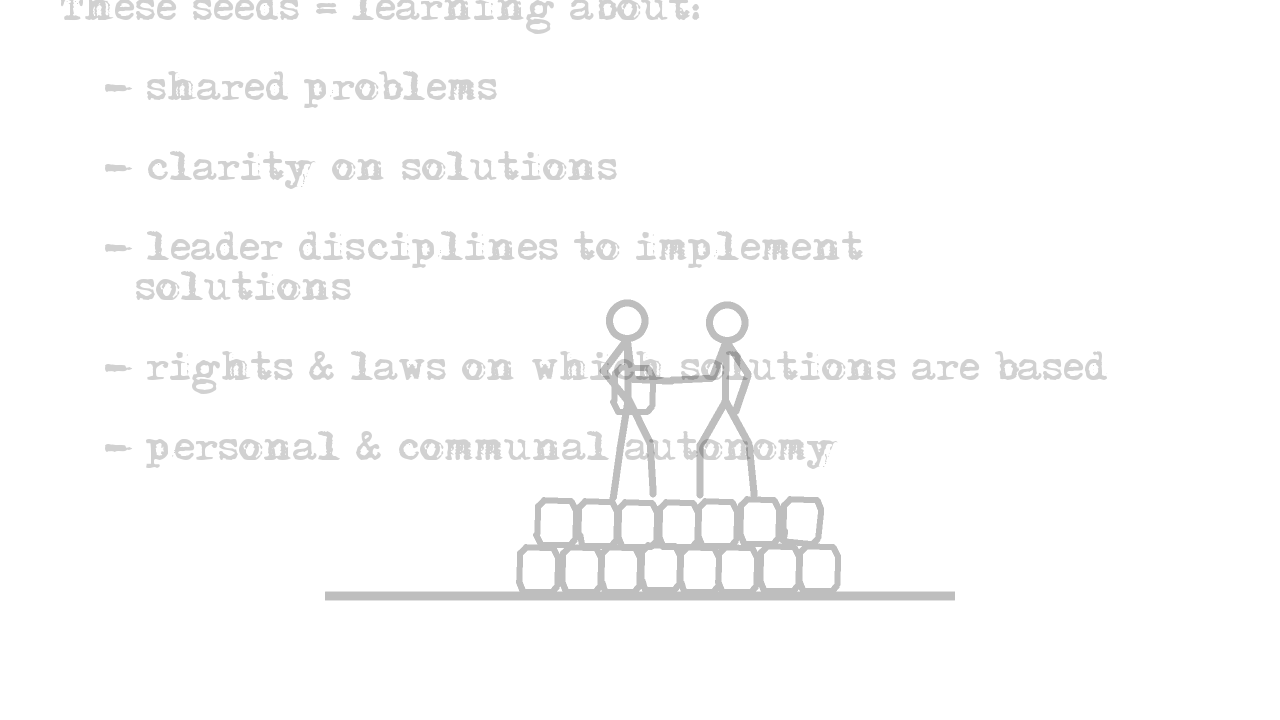 These seeds = learning about:
— shared problems
— clarity on solutions
— leader disciplines to implement
solutions
— rights & laws on which solutions are based
— personal & communal autonomy